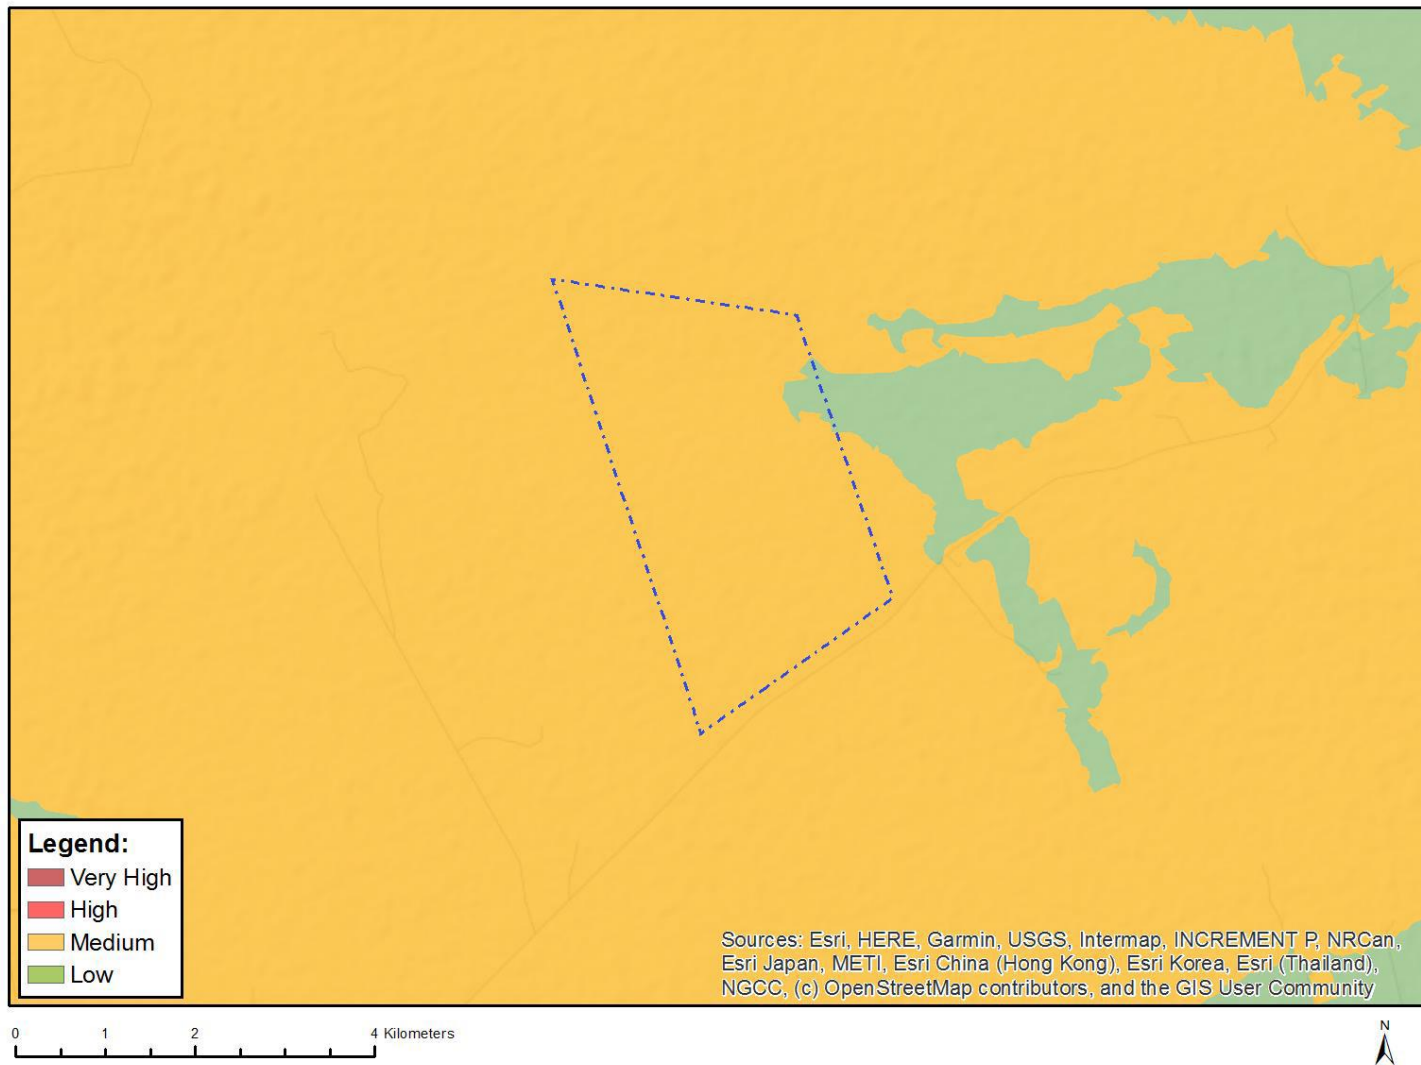 Legend:
Very High
High
Medium
Low
Sources: Esri, HERE, Garmin, USGS, Intermap, INCREMENT P, NRCan,
Esri Japan, METI, Esri China (Hong Kong), Esri Korea, Esri (Thailand),
NGCC, (c) OpenStreetMap contributors, and the GIS User Community
0 1 2 4 Kilometers
N